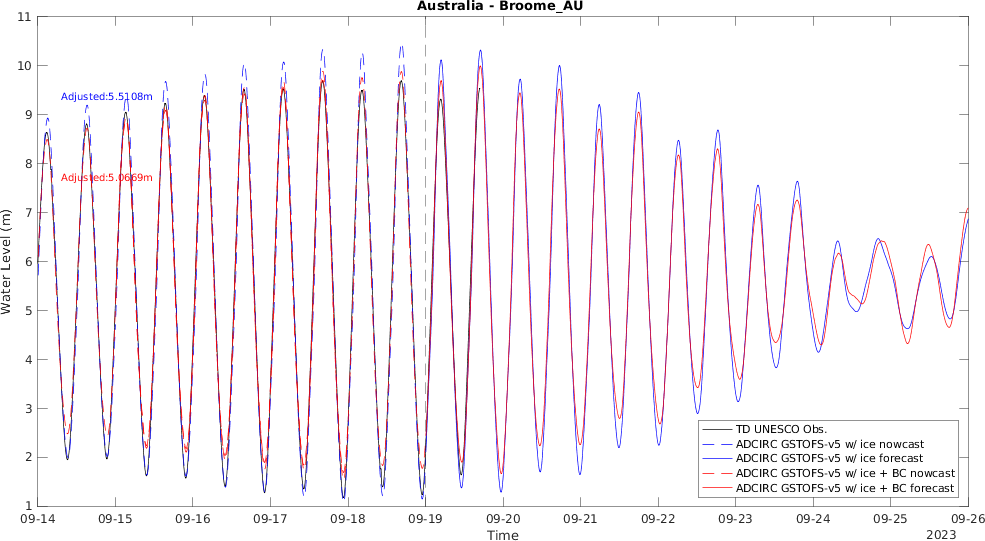 Australia - Broome_AU
Water Level (m)
11
10
9
8
7
6
5
4
3
2
1
Adjusted:5.5108m
Adjusted:5.0669m
TD UNESCO Obs.
ADCIRC GSTOFS-v5 w/ ice nowcast
ADCIRC GSTOFS-v5 w/ ice forecast
ADCIRC GSTOFS-v5 w/ ice + BC nowcast
ADCIRC GSTOFS-v5 w/ ice + BC forecast
09-14 09-15 09-16 09-17 09-18 09-19 09-20 09-21 09-22 09-23 09-24 09-25 09-26
Time
2023